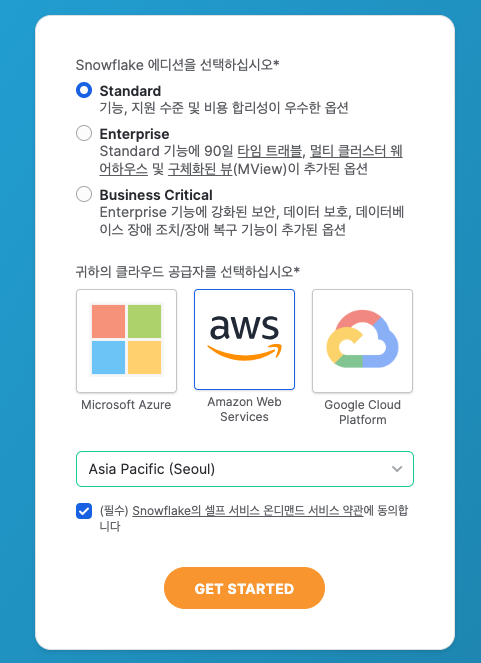 Snowflake 에디션을 선택하십시오*
Standard
기능, 지원 수준 및 비용 합리성이 우수한 옵션
Enterprise
Standard 기능에 90일 타임 트래블, 멀티 클러스터 웨
어하우스 및 구체화된 뷰(MView)이 추가된 옵션
Business Critical
Enterprise 기능에 강화된 보안, 데이터 보호, 데이터베
이스 장애 조치/장애 복구 기능이 추가된 옵션
귀하의 클라우드 공급자를 선택하십시오*
aws
Microsoft Azure
Amazon Web
Services
Google Cloud
Platform
Asia Pacific (Seoul)
(필수) Snowflake의 셀프 서비스 온디맨드 서비스 약관에 동의합
니다
GET STARTED